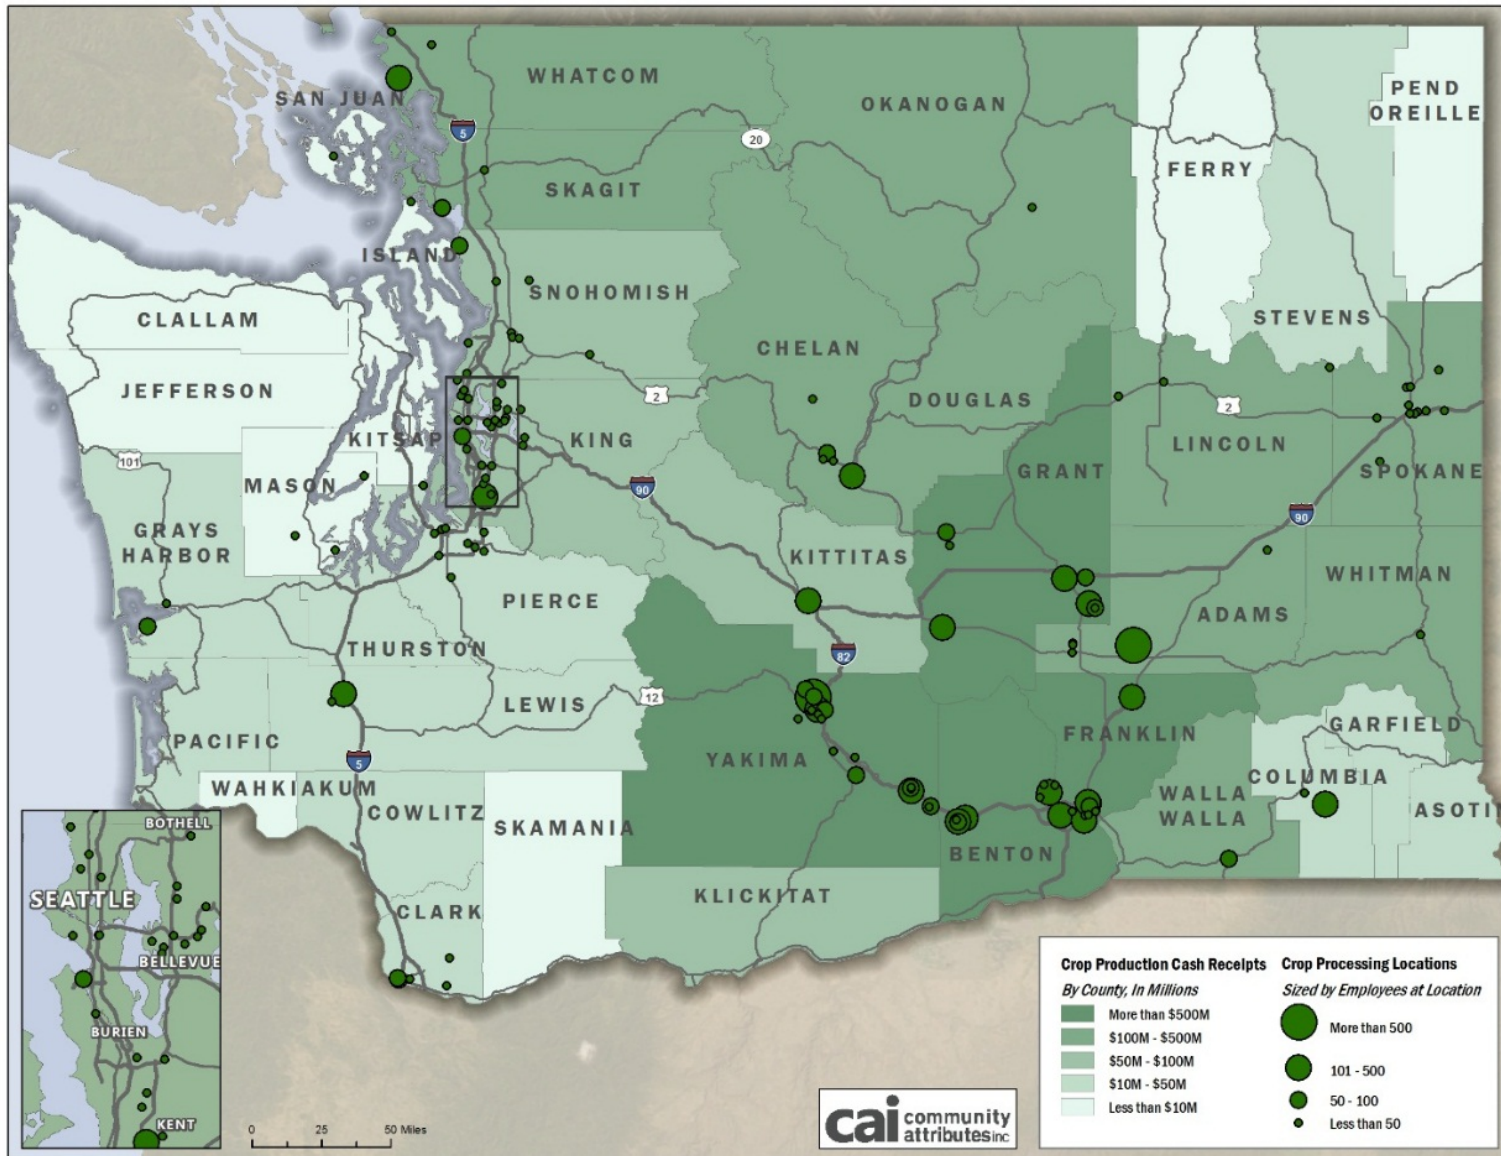 WHATCOM
OKANOGAN
PEND
OREILLE
SAN JUAN
5
20
FERRY
SKAGIT
ISLAND
SNOHOMISH
STEVENS
CLALLAM
CHELAN
JEFFERSON
2
DOUGLAS
2
KITSAP
KING
LINCOLN
101
GRANT
SPOKANE
MASON
90
90
GRAYS
HARBOR
KITTITAS
WHITMAN
PIERCE
ADAMS
THURSTON
82
LEWIS
12
GARFIELD
PACIFIC
FRANKLIN
YAKIMA
5
COLUMBIA
WAHKIAKUM
WALLA
WALLA
COWLITZ
ASOTIN
SKAMANIA
BENTON
KLICKITAT
CLARK
BOTHELL
SEATTLE
BELLEVUE
BURIEN
KENT
0 25 50 Miles
cai community
attributes inc
Crop Production Cash Receipts
By County, In Millions
More than $500M
$100M - $500M
$50M - $100M
$10M - $50M
Less than $10M
Crop Processing Locations
Sized by Employees at Location
More than 500
101 - 500
50 - 100
Less than 50